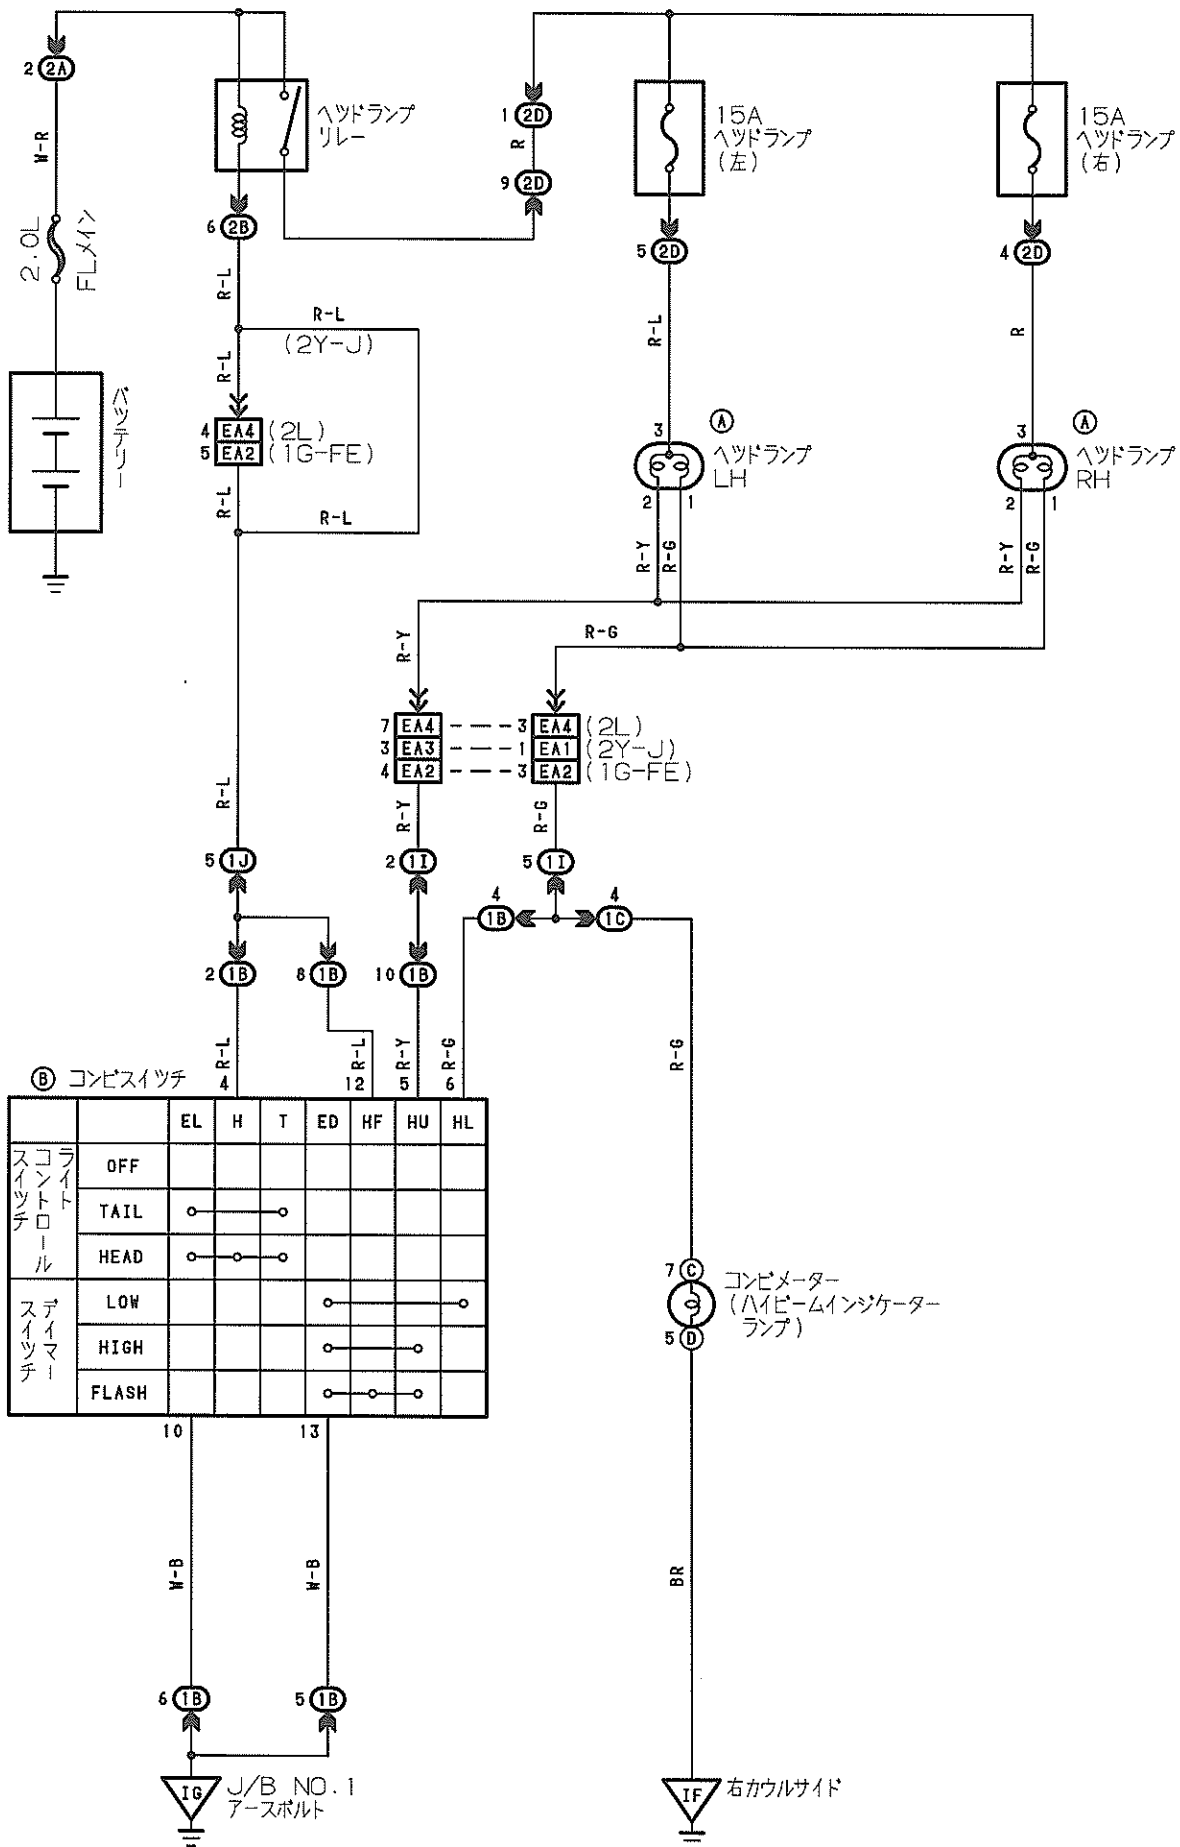 2 2A
W-R
2.0L
FLメイン
バツテリー
ヘツドランプ
リレー
6 2B
R-L
R-L
(2Y-J)
R-L
4 EA4 (2L)
5 EA2 (1G-FE)
R-L
R-L
R-L
1 2D
R
9 2D
15A
ヘツドランプ
(左)
5 2D
R-L
15A
ヘツドランプ
(右)
4 2D
R
A
3
ヘツドランプ
LH
2 1
R-Y
R-G
A
3
ヘツドランプ
RH
2 1
R-Y
R-G
R-Y
R-G
7 EA4 3 EA4 (2L)
3 EA3 1 EA1 (2Y-J)
4 EA2 3 EA2 (1G-FE)
R-Y
R-G
5 1J
2 1I
5 1I
4
1B
4
1C
2 1B
8 1B
10 1B
R-L
R-L
R-Y
R-G
R-G
B コンビスイツチ
4 12 5 6
EL H T ED HF HU HL
ライト
コントロール
スイツチ
OFF
TAIL
HEAD
デイマー
スイツチ
LOW
HIGH
FLASH
10 13
7 C
コンビメーター
(ハイビームインジケーター
ランプ)
5 D
W-B
W-B
BR
6 1B
5 1B
IG
J/B NO.1
アースボルト
IF
右カウルサイド